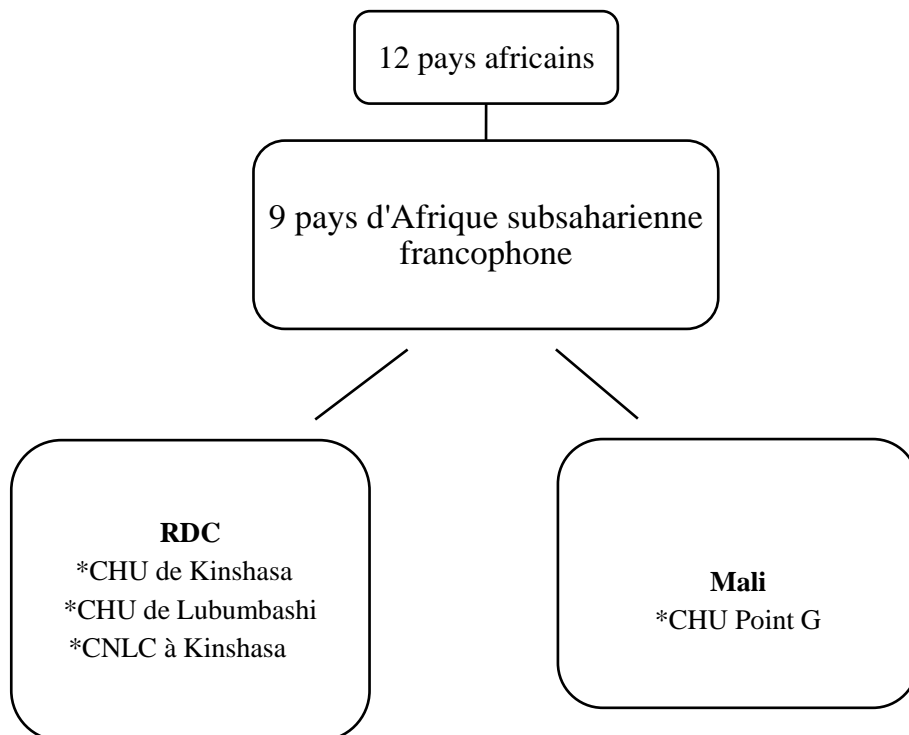 12 pays africains
9 pays d'Afrique subsaharienne
francophone
RDC
*CHU de Kinshasa
*CHU de Lubumbashi
*CNLC à Kinshasa
Mali
*CHU Point G